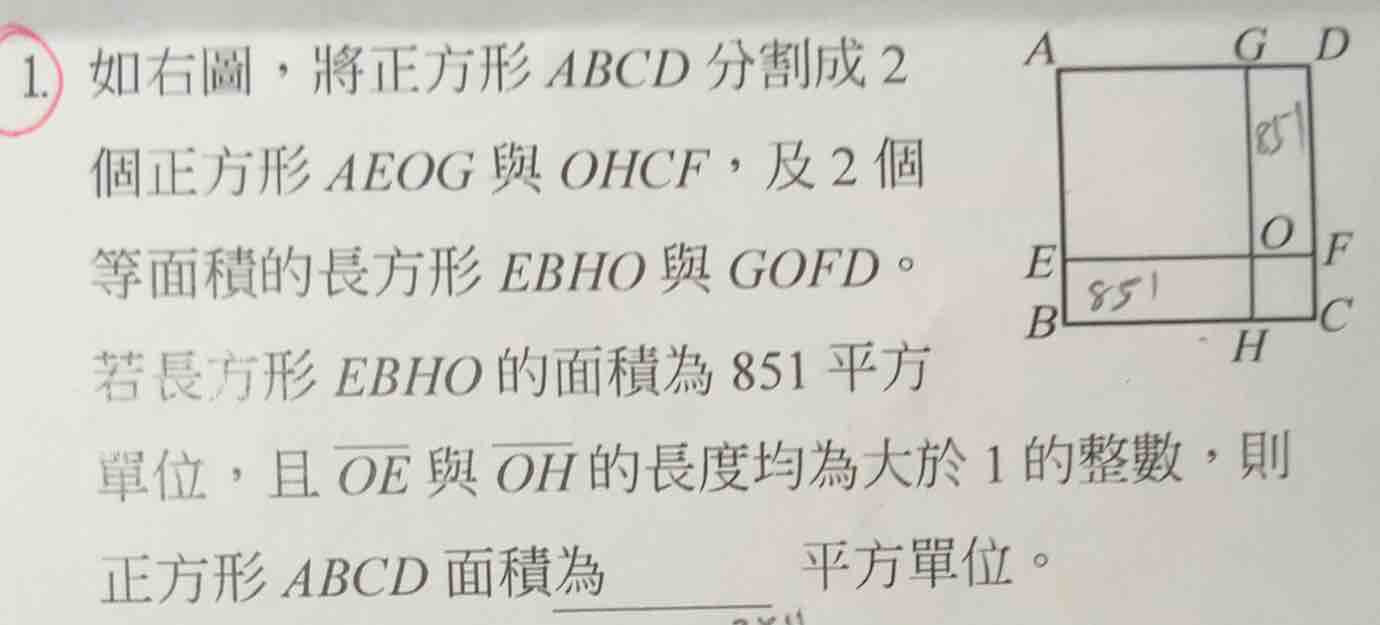 1. 如右圖，將正方形 ABCD 分割成 2
個正方形 AEOG 與 OHCF，及 2 個
等面積的長方形 EBHO 與 GOFD。
若長方形 EBHO 的面積為 851 平方
單位，且 OE 與 OH 的長度均為大於 1 的整數，則
正方形 ABCD 面積為 平方單位。
A G D
851
O
E F
851
B C
H